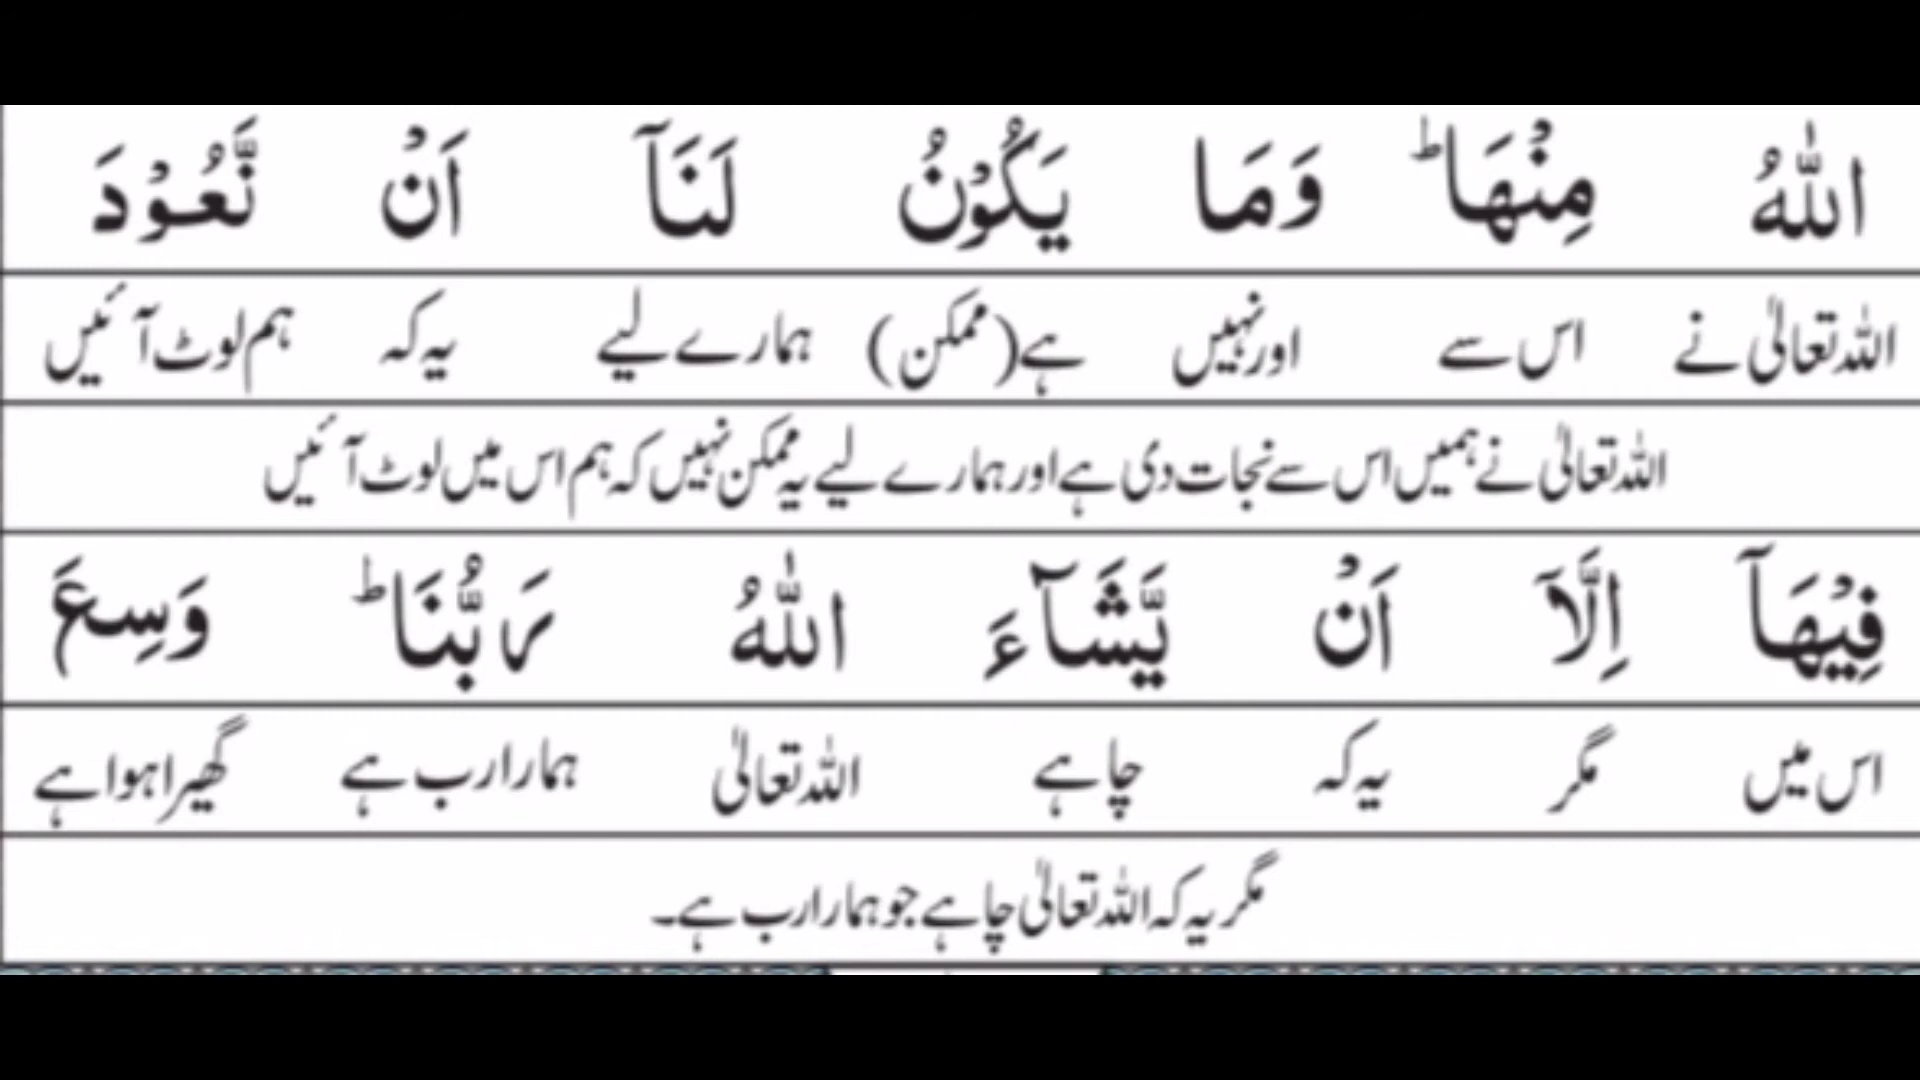 اللّٰهُ مِنْهَا ؕ وَمَا يَكُوْنُ لَنَآ اَنْ نَّعُوْدَ
اللہ تعالیٰ نے اس سے اور نہیں ہے (ممکن) ہمارے لیے یہ کہ ہم لوٹ آئیں
اللہ تعالیٰ نے ہمیں اس سے نجات دی ہے اور ہمارے لیے یہ ممکن نہیں کہ ہم اس میں لوٹ آئیں
فِيْهَآ اِلَّآ اَنْ يَّشَآءَ اللّٰهُ رَبُّنَا ؕ وَسِعَ
اس میں مگر یہ کہ چاہے اللہ تعالیٰ ہمارا رب ہے گھیرا ہوا ہے
مگر یہ کہ اللہ تعالیٰ چاہے جو ہمارا رب ہے۔